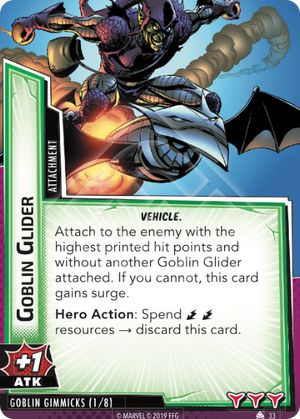 GOBLIN GLIDER
ATTACHMENT
VEHICLE.
Attach to the enemy with the
highest printed hit points and
without another Goblin Glider
attached. If you cannot, this card
gains surge.
Hero Action: Spend
resources → discard this card.
+1
ATK
GOBLIN GIMMICKS (1/8)
© MARVEL © 2019 FFG
33